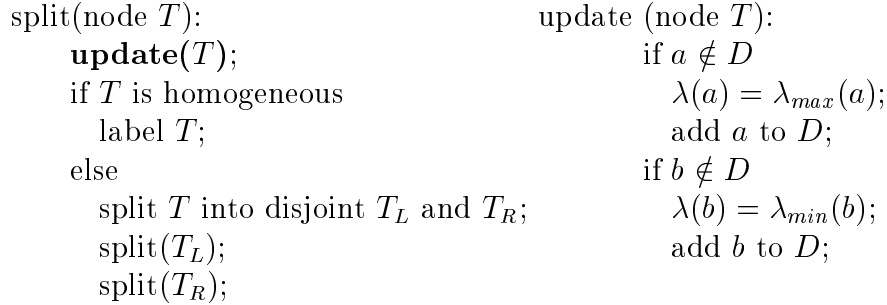 split(node T):
update(T);
if T is homogeneous
label T;
else
split T into disjoint T_L and T_R;
split(T_L);
split(T_R);
update (node T):
if a ∉ D
λ(a) = λ_max(a);
add a to D;
if b ∉ D
λ(b) = λ_min(b);
add b to D;